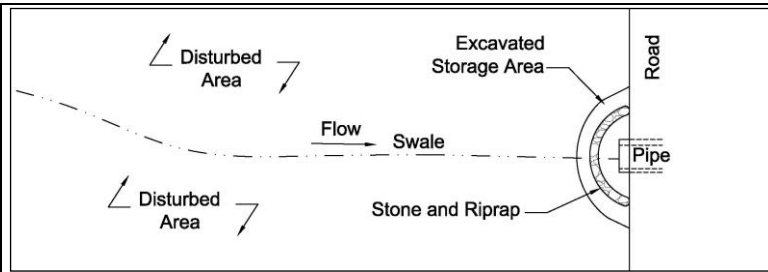 Disturbed
Area
Excavated
Storage Area
Road
Flow
Swale
Pipe
Disturbed
Area
Stone and Riprap